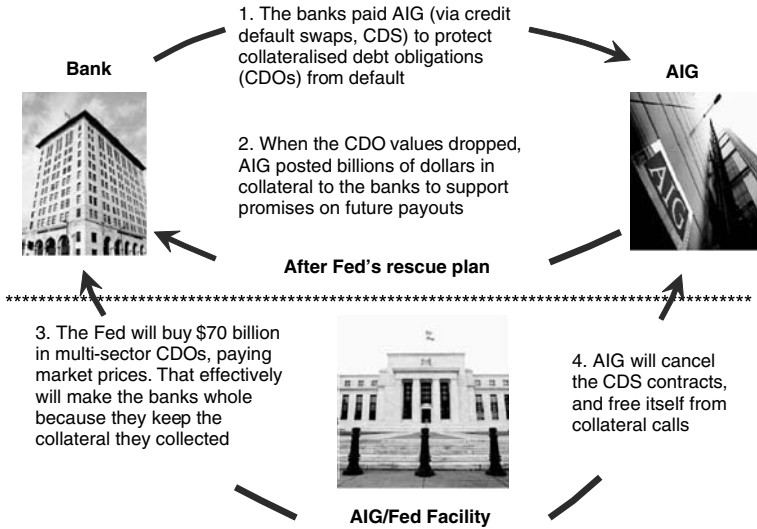 1. The banks paid AIG (via credit
default swaps, CDS) to protect
collateralised debt obligations
(CDOs) from default
Bank
AIG
2. When the CDO values dropped,
AIG posted billions of dollars in
collateral to the banks to support
promises on future payouts
AIG
After Fed's rescue plan
******************************************************************************************
3. The Fed will buy $70 billion
in multi-sector CDOs, paying
market prices. That effectively
will make the banks whole
because they keep the
collateral they collected
4. AIG will cancel
the CDS contracts,
and free itself from
collateral calls
AIG/Fed Facility